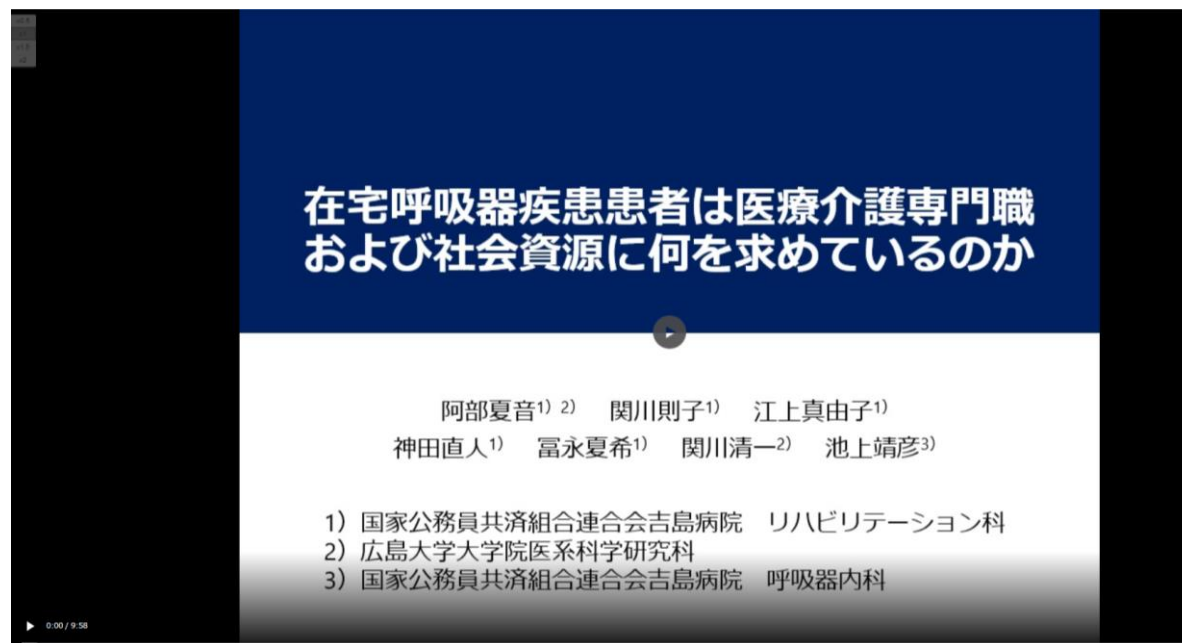 在宅呼吸器疾患患者は医療介護専門職
および社会資源に何を求めているのか
阿部夏音1) 2)　関川則子1)　江上真由子1)
神田直人1)　冨永夏希1)　関川清一2)　池上靖彦3)
1）国家公務員共済組合連合会吉島病院　リハビリテーション科
2）広島大学大学院医系科学研究科
3）国家公務員共済組合連合会吉島病院　呼吸器内科
0:00 / 9:58